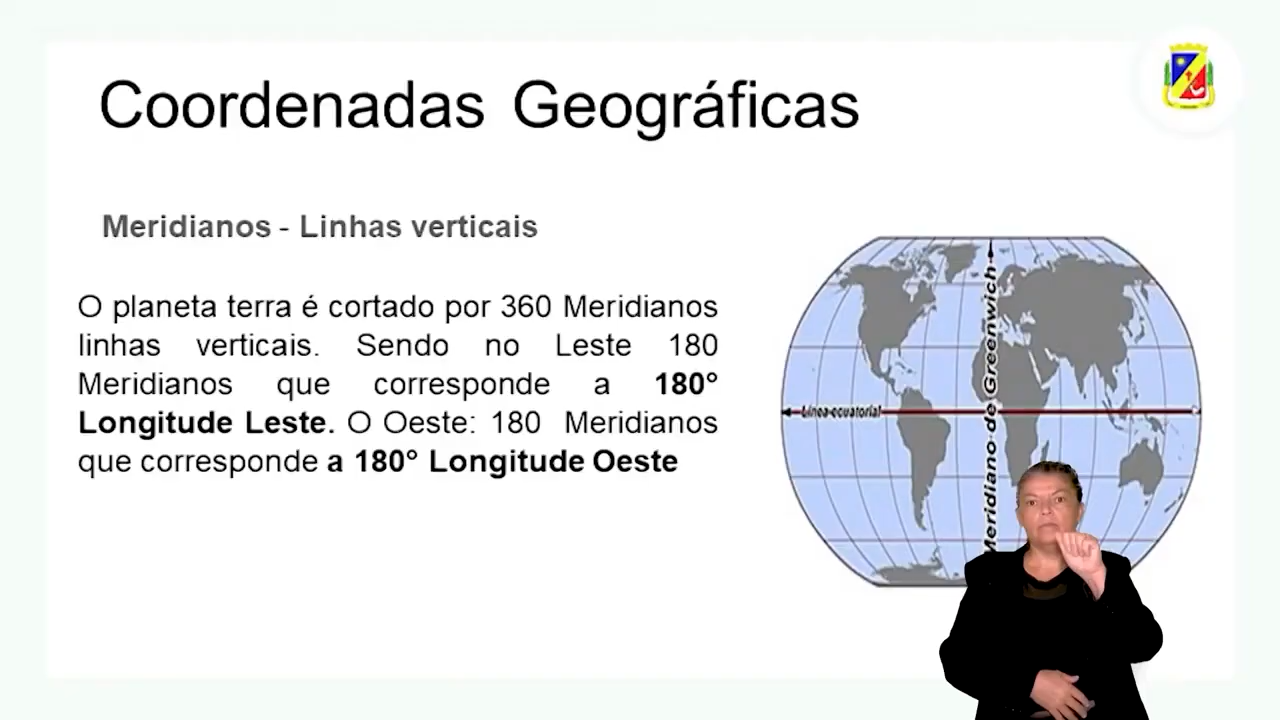 Coordenadas Geográficas
Meridianos - Linhas verticais
O planeta terra é cortado por 360 Meridianos
linhas verticais. Sendo no Leste 180
Meridianos que corresponde a 180°
Longitude Leste. O Oeste: 180 Meridianos
que corresponde a 180° Longitude Oeste
Línea ecuatorial
Meridiano de Greenwich